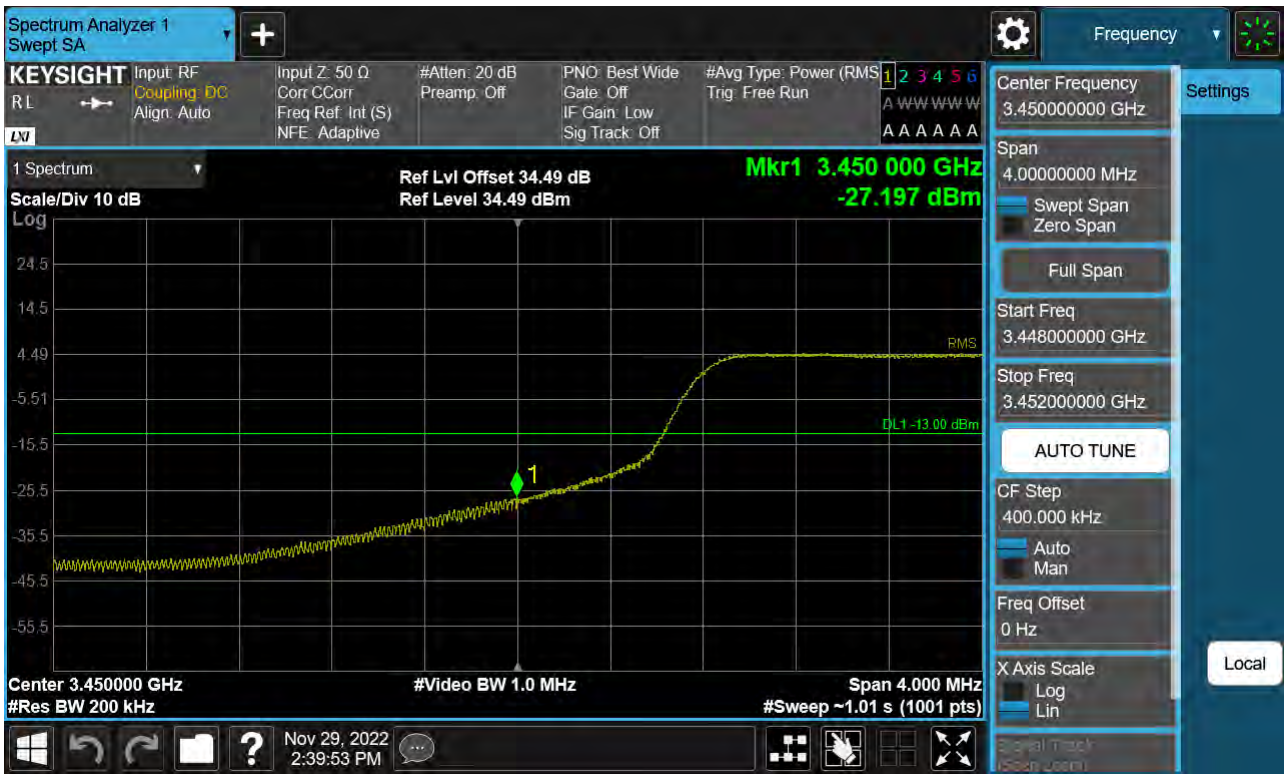 Spectrum Analyzer 1
Swept SA
+
Frequency
KEYSIGHT
RL
LXI
Input: RF
Coupling: DC
Align: Auto
Input Z: 50 Ω
Corr CCorr
Freq Ref: Int (S)
NFE: Adaptive
#Atten: 20 dB
Preamp: Off
PNO: Best Wide
Gate: Off
IF Gain: Low
Sig Track: Off
#Avg Type: Power (RMS
Trig: Free Run
1 2 3 4 5 6
A W W W W W
A A A A A A
1 Spectrum
Scale/Div 10 dB
Log
Ref Lvl Offset 34.49 dB
Ref Level 34.49 dBm
Mkr1 3.450 000 GHz
-27.197 dBm
24.5
14.5
4.49
-5.51
-15.5
-25.5
-35.5
-45.5
-55.5
RMS
DL1 -13.00 dBm
1
Center 3.450000 GHz
#Res BW 200 kHz
#Video BW 1.0 MHz
Span 4.000 MHz
#Sweep ~1.01 s (1001 pts)
Center Frequency
3.450000000 GHz
Settings
Span
4.00000000 MHz
Swept Span
Zero Span
Full Span
Start Freq
3.448000000 GHz
Stop Freq
3.452000000 GHz
AUTO TUNE
CF Step
400.000 kHz
Auto
Man
Freq Offset
0 Hz
X Axis Scale
Log
Lin
Local
Signal Track
(Span Zoom)
?
Nov 29, 2022
2:39:53 PM